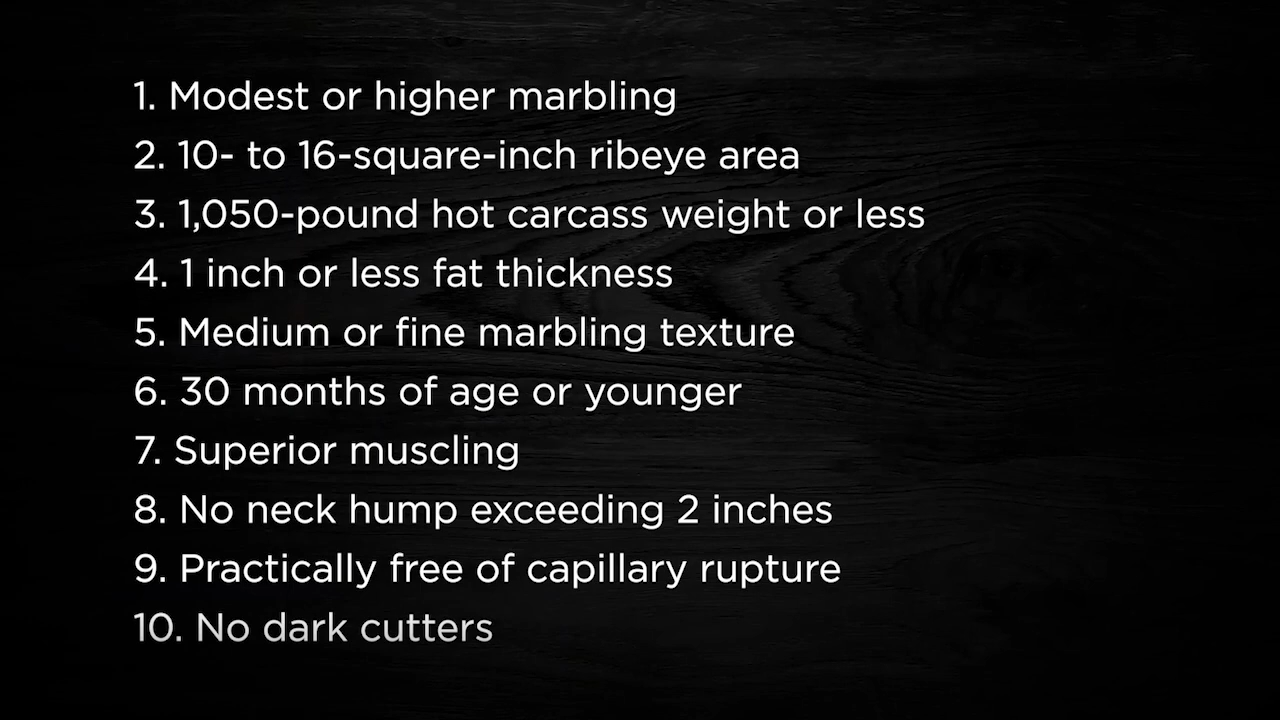 1. Modest or higher marbling
2. 10- to 16-square-inch ribeye area
3. 1,050-pound hot carcass weight or less
4. 1 inch or less fat thickness
5. Medium or fine marbling texture
6. 30 months of age or younger
7. Superior muscling
8. No neck hump exceeding 2 inches
9. Practically free of capillary rupture
10. No dark cutters